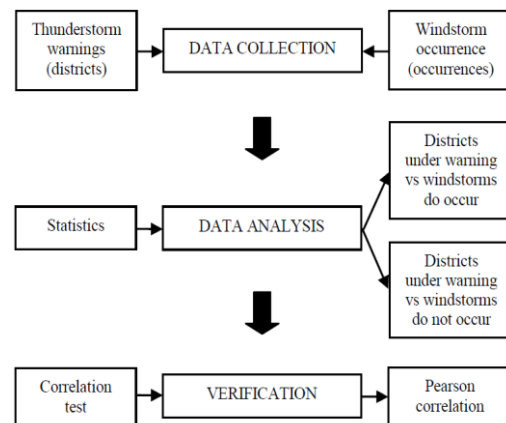 Thunderstorm
warnings
(districts)
DATA COLLECTION
Windstorm
occurrence
(occurrences)
Districts
under warning
vs windstorms
do occur
Statistics
DATA ANALYSIS
Districts
under warning
vs windstorms
do not occur
Correlation
test
VERIFICATION
Pearson
correlation